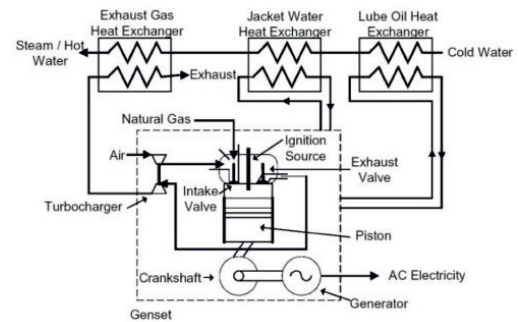 Exhaust Gas
Heat Exchanger
Jacket Water
Heat Exchanger
Lube Oil Heat
Exchanger
Steam / Hot
Water
Cold Water
Exhaust
Natural Gas
Ignition
Source
Air
Exhaust
Valve
Intake
Valve
Turbocharger
Piston
Crankshaft
AC Electricity
Generator
Genset